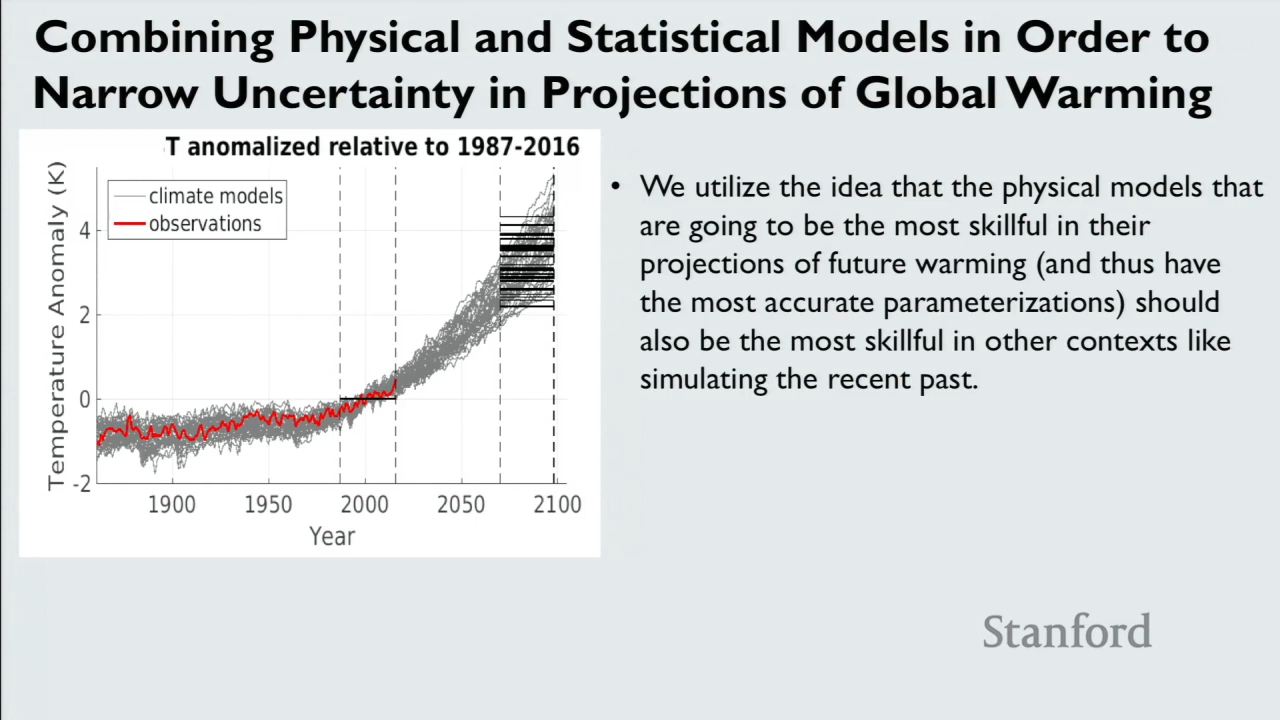 Combining Physical and Statistical Models in Order to
Narrow Uncertainty in Projections of Global Warming
T anomalized relative to 1987-2016
climate models
observations
Temperature Anomaly (K)
4
2
0
-2
1900 1950 2000 2050 2100
Year
• We utilize the idea that the physical models that
are going to be the most skillful in their
projections of future warming (and thus have
the most accurate parameterizations) should
also be the most skillful in other contexts like
simulating the recent past.
Stanford